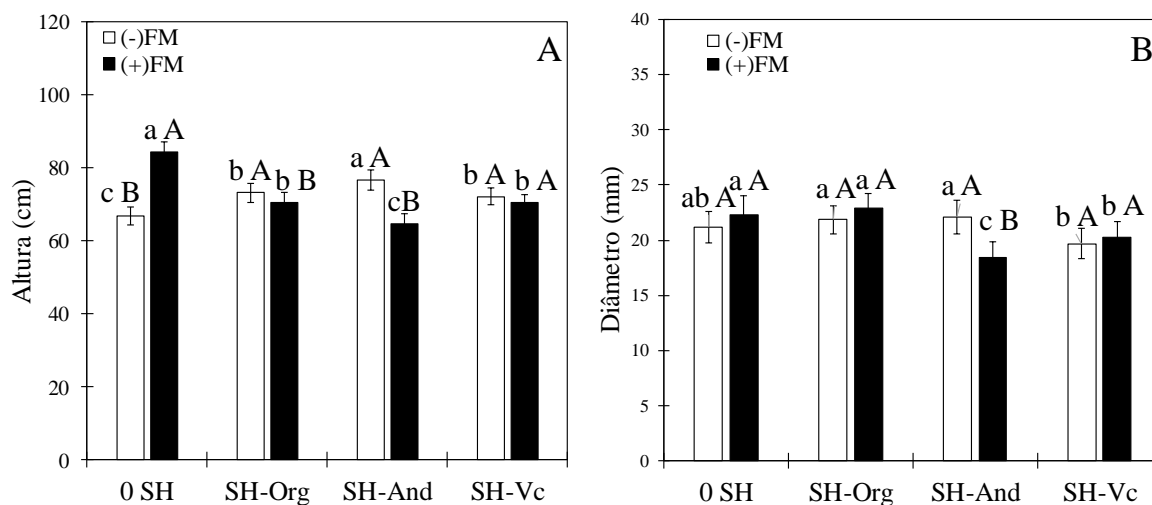 A
(-)FM
(+)FM
Altura (cm)
120
100
80
60
40
20
0
c B
a A
b A
b B
a A
cB
b A
b A
0 SH
SH-Org
SH-And
SH-Vc
B
(-)FM
(+)FM
Diâmetro (mm)
40
35
30
25
20
15
10
5
0
ab A
a A
a A
a A
a A
c B
b A
b A
0 SH
SH-Org
SH-And
SH-Vc